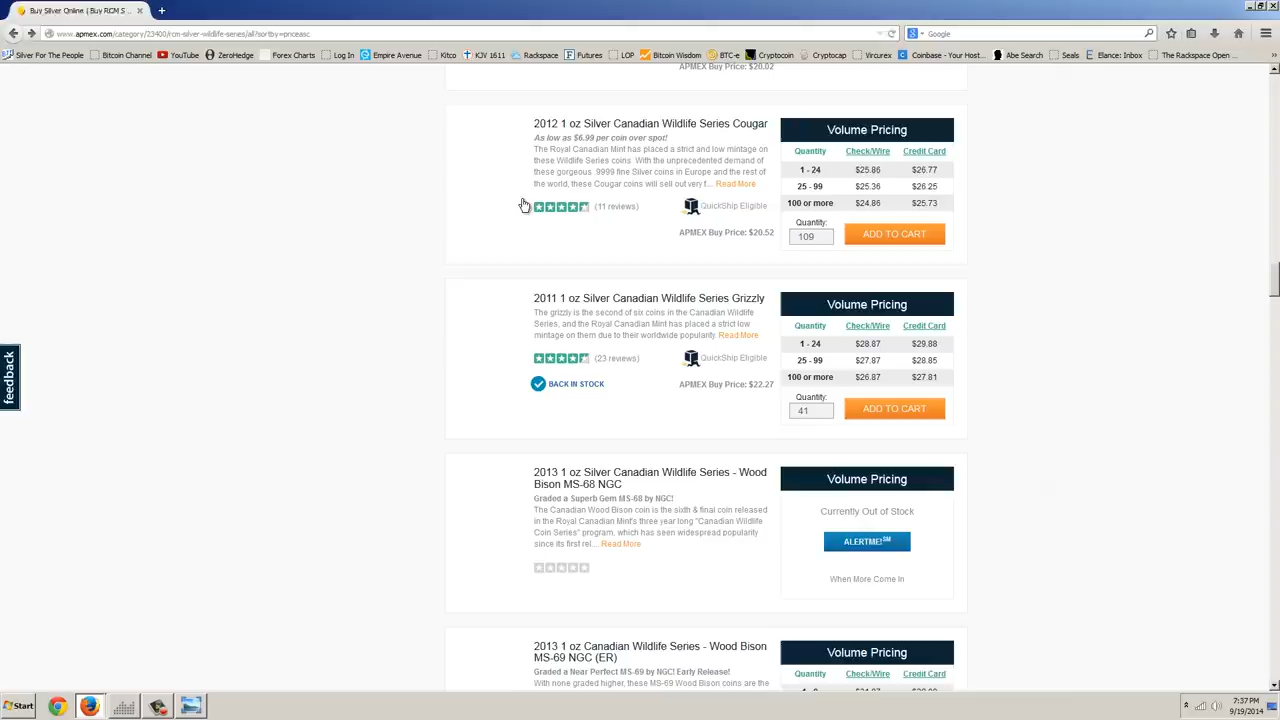 Buy Silver Online | Buy RCM S...
www.apmex.com/category/23400/rcm-silver-wildlife-series/all?sortby=priceasc
Google
Silver For The People Bitcoin Channel YouTube ZeroHedge Forex Charts Log In Empire Avenue Kitco KJV 1611 Rackspace Futures LOP Bitcoin Wisdom BTC-e Cryptocoin Cryptocap Vircurex Coinbase - Your Host... Abe Search Seals Elance: Inbox The Rackspace Open ...
APMEX Buy Price: $20.02
2012 1 oz Silver Canadian Wildlife Series Cougar
As low as $6.99 per coin over spot!
The Royal Canadian Mint has placed a strict and low mintage on
these Wildlife Series coins. With the unprecedented demand of
these gorgeous .9999 fine Silver coins in Europe and the rest of
the world, these Cougar coins will sell out very f... Read More
(11 reviews)
QuickShip Eligible
APMEX Buy Price: $20.52
Volume Pricing
Quantity Check/Wire Credit Card
1 - 24 $25.86 $26.77
25 - 99 $25.36 $26.25
100 or more $24.86 $25.73
Quantity:
109 ADD TO CART
2011 1 oz Silver Canadian Wildlife Series Grizzly
The grizzly is the second of six coins in the Canadian Wildlife
Series, and the Royal Canadian Mint has placed a strict low
mintage on them due to their worldwide popularity. Read More
(23 reviews)
QuickShip Eligible
BACK IN STOCK
APMEX Buy Price: $22.27
Volume Pricing
Quantity Check/Wire Credit Card
1 - 24 $28.87 $29.88
25 - 99 $27.87 $28.85
100 or more $26.87 $27.81
Quantity:
41 ADD TO CART
2013 1 oz Silver Canadian Wildlife Series - Wood
Bison MS-68 NGC
Graded a Superb Gem MS-68 by NGC!
The Canadian Wood Bison coin is the sixth & final coin released
in the Royal Canadian Mint's three year long "Canadian Wildlife
Coin Series" program, which has seen widespread popularity
since its first rel.... Read More
Volume Pricing
Currently Out of Stock
ALERTME!SM
When More Come In
2013 1 oz Canadian Wildlife Series - Wood Bison
MS-69 NGC (ER)
Graded a Near Perfect MS-69 by NGC! Early Release!
With none graded higher, these MS-69 Wood Bison coins are the
Volume Pricing
Quantity Check/Wire Credit Card
feedback
Start
7:37 PM
9/19/2014